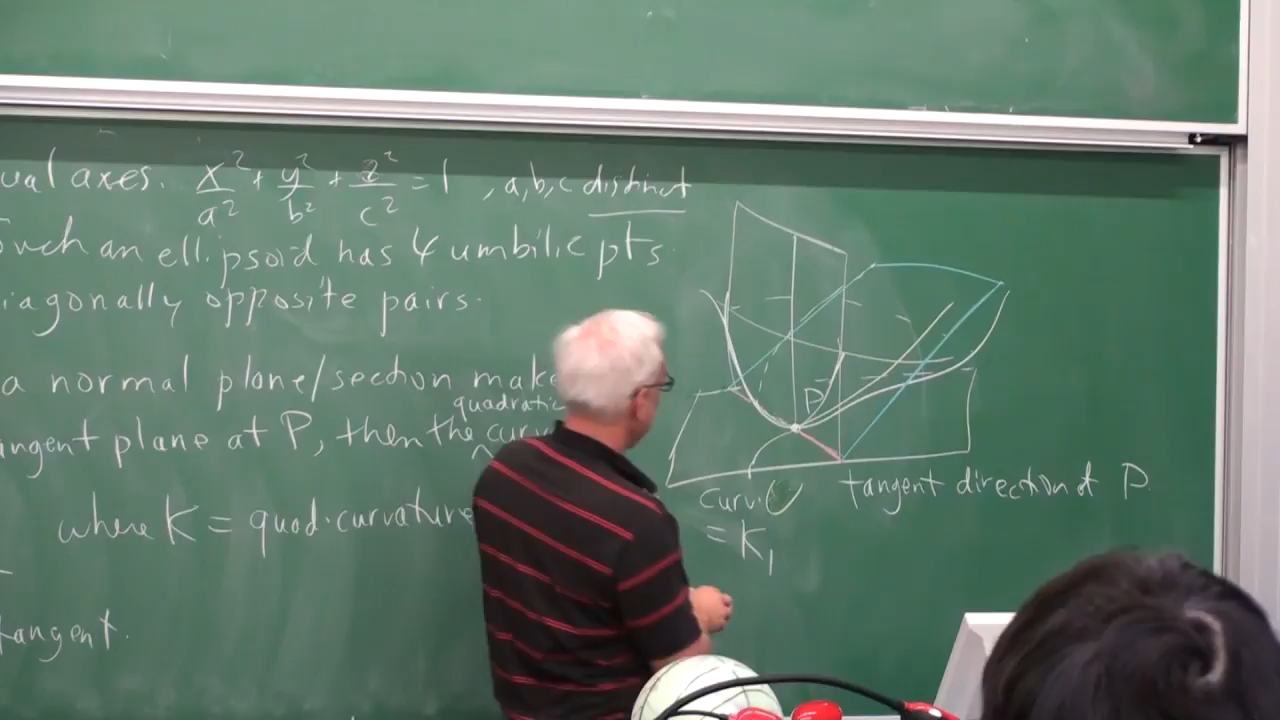 ual axes. x²/a² + y²/b² + z²/c² = 1 , a, b, c distinct
such an ellipsoid has 4 umbilic pts.
iagonally opposite pairs.
a normal plane/section make
quadratic
angent plane at P, then the curv
where K = quad. curvature
tangent.
P
curv.
= K₁
tangent direction at P.